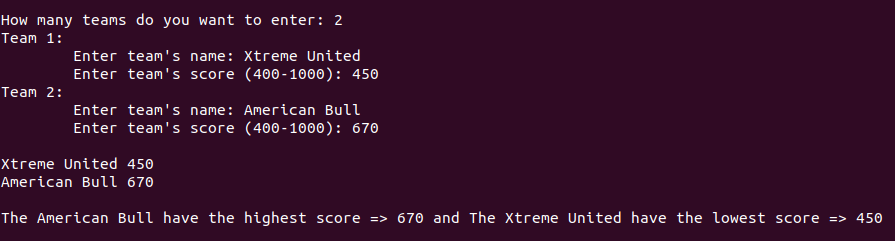 How many teams do you want to enter: 2
Team 1:
        Enter team's name: Xtreme United
        Enter team's score (400-1000): 450
Team 2:
        Enter team's name: American Bull
        Enter team's score (400-1000): 670

Xtreme United 450
American Bull 670

The American Bull have the highest score => 670 and The Xtreme United have the lowest score => 450